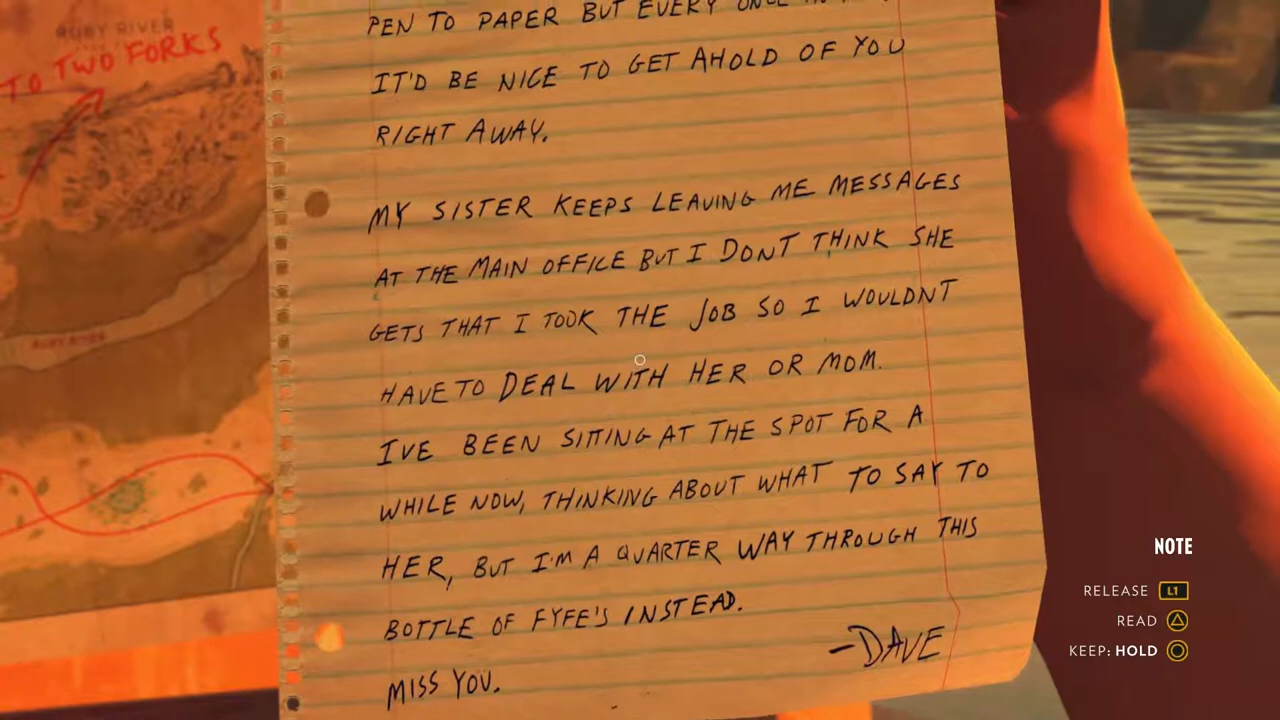 RUBY RIVER
TO TWO FORKS
PEN TO PAPER BUT EVERY ONCE
IT'D BE NICE TO GET AHOLD OF YOU
RIGHT AWAY.
MY SISTER KEEPS LEAVING ME MESSAGES
AT THE MAIN OFFICE BUT I DONT THINK SHE
GETS THAT I TOOK THE JOB SO I WOULDNT
HAVE TO DEAL WITH HER OR MOM.
I'VE BEEN SITTING AT THE SPOT FOR A
WHILE NOW, THINKING ABOUT WHAT TO SAY TO
HER, BUT I'M A QUARTER WAY THROUGH THIS
BOTTLE OF FYFE'S INSTEAD.
-DAVE
MISS YOU.
NOTE
RELEASE L1
READ
KEEP: HOLD